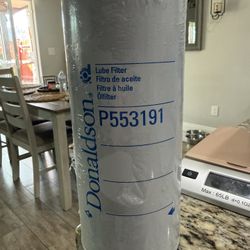 Donaldson
Lube Filter
Filtro de aceite
Filtre à huile
Ölfilter
P553191
Max: 65LB d=0.1oz